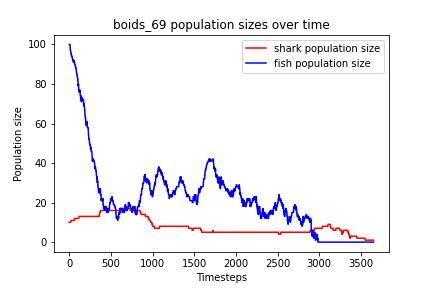 boids_69 population sizes over time
shark population size
fish population size
Population size
100
80
60
40
20
0
0
500
1000
1500
2000
2500
3000
3500
Timesteps